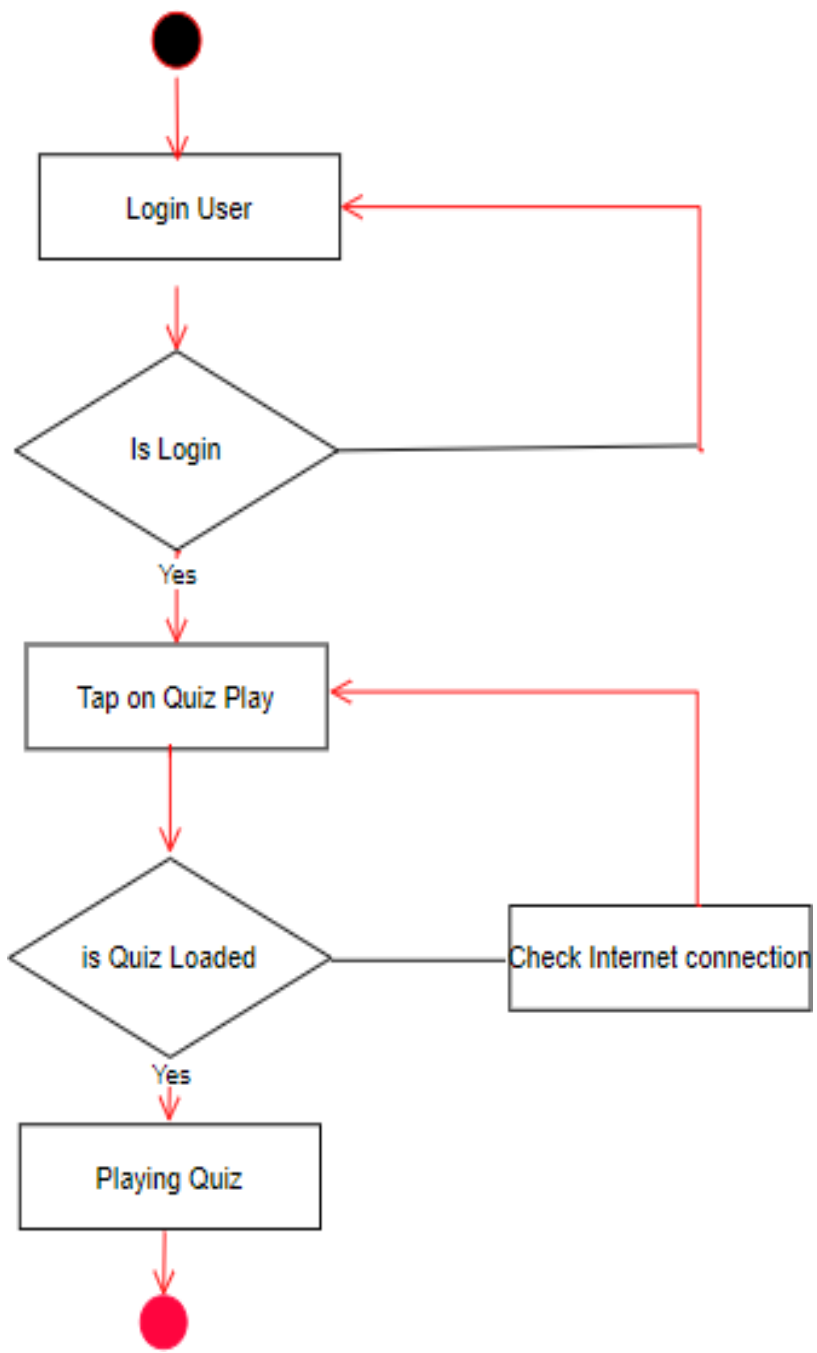 Login User
Is Login
Yes
Tap on Quiz Play
is Quiz Loaded
Check Internet connection
Yes
Playing Quiz